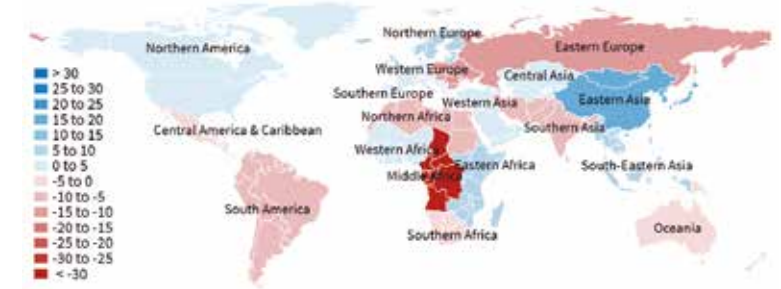 Northern America
Northern Europe
Eastern Europe
Western Europe
Central Asia
Southern Europe
Western Asia
Eastern Asia
Northern Africa
Southern Asia
Central America & Caribbean
Western Africa
Eastern Africa
South-Eastern Asia
Middle Africa
South America
Southern Africa
Oceania
> 30
25 to 30
20 to 25
15 to 20
10 to 15
5 to 10
0 to 5
-5 to 0
-10 to -5
-15 to -10
-20 to -15
-25 to -20
-30 to -25
< -30